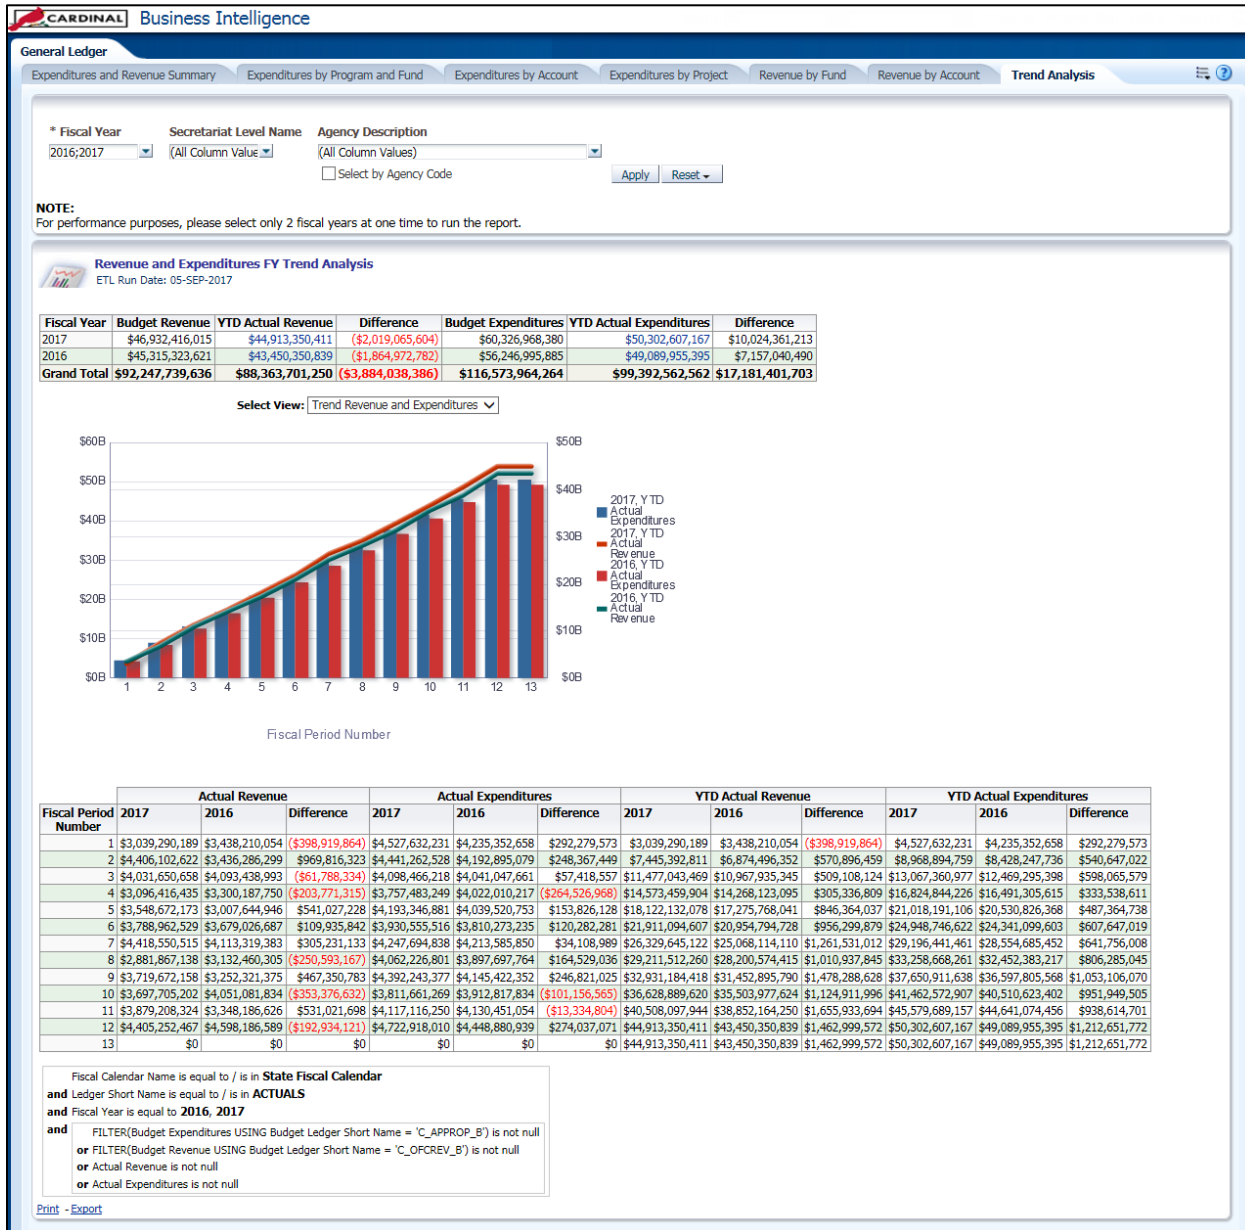 CARDINAL Business Intelligence
General Ledger
Expenditures and Revenue Summary Expenditures by Program and Fund Expenditures by Account Expenditures by Project Revenue by Fund Revenue by Account Trend Analysis
* Fiscal Year Secretariat Level Name Agency Description
2016;2017 (All Column Value (All Column Values)
Select by Agency Code Apply Reset
NOTE:
For performance purposes, please select only 2 fiscal years at one time to run the report.
Revenue and Expenditures FY Trend Analysis
ETL Run Date: 05-SEP-2017
Fiscal Year Budget Revenue YTD Actual Revenue Difference Budget Expenditures YTD Actual Expenditures Difference
2017 $46,932,416,015 $44,913,350,411 ($2,019,065,604) $60,326,968,380 $50,302,607,167 $10,024,361,213
2016 $45,315,323,621 $43,450,350,839 ($1,864,972,782) $56,246,995,885 $49,089,955,395 $7,157,040,490
Grand Total $92,247,739,636 $88,363,701,250 ($3,884,038,386) $116,573,964,264 $99,392,562,562 $17,181,401,703
Select View: Trend Revenue and Expenditures
$60B
$50B
$40B
$30B
$20B
$10B
$0B
$50B
$40B
$30B
$20B
$10B
$0B
2017, YTD
Actual
Expenditures
2017, YTD
Actual
Revenue
2016, YTD
Actual
Expenditures
2016, YTD
Actual
Revenue
1 2 3 4 5 6 7 8 9 10 11 12 13
Fiscal Period Number
Actual Revenue Actual Expenditures YTD Actual Revenue YTD Actual Expenditures
Fiscal Period 2017 2016 Difference 2017 2016 Difference 2017 2016 Difference 2017 2016 Difference
Number
1 $3,039,290,189 $3,438,210,054 ($398,919,864) $4,527,632,231 $4,235,352,658 $292,279,573 $3,039,290,189 $3,438,210,054 ($398,919,864) $4,527,632,231 $4,235,352,658 $292,279,573
2 $4,406,102,622 $3,436,286,299 $969,816,323 $4,441,262,528 $4,192,895,079 $248,367,449 $7,445,392,811 $6,874,496,352 $570,896,459 $8,968,894,759 $8,428,247,736 $540,647,022
3 $4,031,650,658 $4,093,438,993 ($61,788,334) $4,098,466,218 $4,041,047,661 $57,418,557 $11,477,043,469 $10,967,935,345 $509,108,124 $13,067,360,977 $12,469,295,398 $598,065,579
4 $3,096,416,435 $3,300,187,750 ($203,771,315) $3,757,483,249 $4,022,010,217 ($264,526,968) $14,573,459,904 $14,268,123,095 $305,336,809 $16,824,844,226 $16,491,305,615 $333,538,611
5 $3,548,672,173 $3,007,644,946 $541,027,228 $4,193,346,881 $4,039,520,753 $153,826,128 $18,122,132,078 $17,275,768,041 $846,364,037 $21,018,191,106 $20,530,826,368 $487,364,738
6 $3,788,962,529 $3,679,026,687 $109,935,842 $3,930,555,516 $3,810,273,235 $120,282,281 $21,911,094,607 $20,954,794,728 $956,299,879 $24,948,746,622 $24,341,099,603 $607,647,019
7 $4,418,550,515 $4,113,319,383 $305,231,133 $4,247,694,838 $4,213,585,850 $34,108,989 $26,329,645,122 $25,068,114,110 $1,261,531,012 $29,196,441,461 $28,554,685,452 $641,756,008
8 $2,881,867,138 $3,132,460,305 ($250,593,167) $4,062,226,801 $3,897,697,764 $164,529,036 $29,211,512,260 $28,200,574,415 $1,010,937,845 $33,258,668,261 $32,452,383,217 $806,285,045
9 $3,719,672,158 $3,252,321,375 $467,350,783 $4,392,243,377 $4,145,422,352 $246,821,025 $32,931,184,418 $31,452,895,790 $1,478,288,628 $37,650,911,638 $36,597,805,568 $1,053,106,070
10 $3,697,705,202 $4,051,081,834 ($353,376,632) $3,811,661,269 $3,912,817,834 ($101,156,565) $36,628,889,620 $35,503,977,624 $1,124,911,996 $41,462,572,907 $40,510,623,402 $951,949,505
11 $3,879,208,324 $3,348,186,626 $531,021,698 $4,117,116,250 $4,130,451,054 ($13,334,804) $40,508,097,944 $38,852,164,250 $1,655,933,694 $45,579,689,157 $44,641,074,456 $938,614,701
12 $4,405,252,467 $4,598,186,589 ($192,934,121) $4,722,918,010 $4,448,880,939 $274,037,071 $44,913,350,411 $43,450,350,839 $1,462,999,572 $50,302,607,167 $49,089,955,395 $1,212,651,772
13 $0 $0 $0 $0 $0 $0 $44,913,350,411 $43,450,350,839 $1,462,999,572 $50,302,607,167 $49,089,955,395 $1,212,651,772
Fiscal Calendar Name is equal to / is in State Fiscal Calendar
and Ledger Short Name is equal to / is in ACTUALS
and Fiscal Year is equal to 2016, 2017
and FILTER(Budget Expenditures USING Budget Ledger Short Name = 'C_APPROP_B') is not null
or FILTER(Budget Revenue USING Budget Ledger Short Name = 'C_OFCREV_B') is not null
or Actual Revenue is not null
or Actual Expenditures is not null
Print - Export